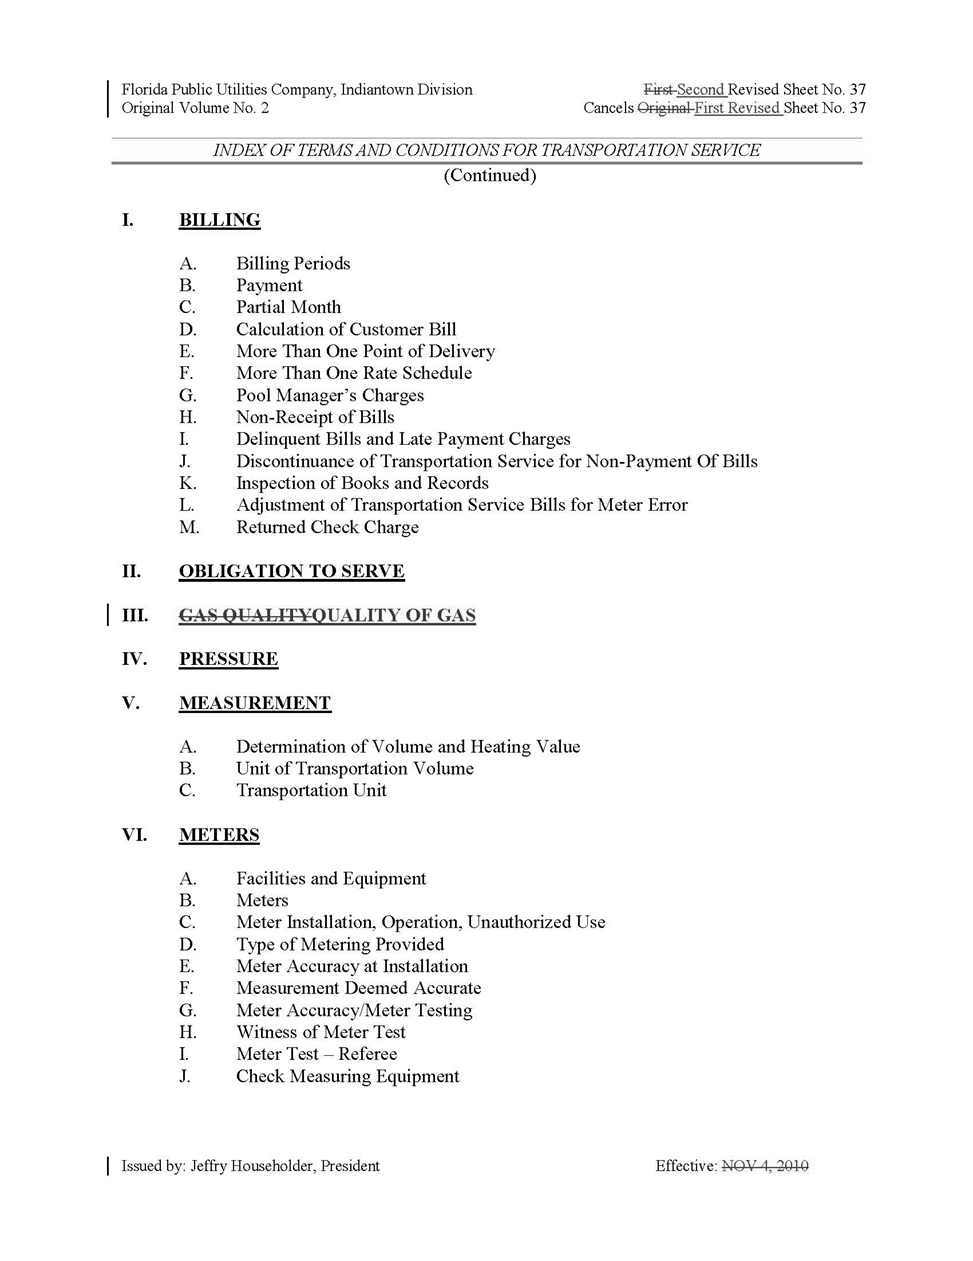 Florida Public Utilities Company, Indiantown Division
Original Volume No. 2
First Second Revised Sheet No. 37
Cancels Original First Revised Sheet No. 37
INDEX OF TERMS AND CONDITIONS FOR TRANSPORTATION SERVICE
(Continued)
I. BILLING
A. Billing Periods
B. Payment
C. Partial Month
D. Calculation of Customer Bill
E. More Than One Point of Delivery
F. More Than One Rate Schedule
G. Pool Manager’s Charges
H. Non-Receipt of Bills
I. Delinquent Bills and Late Payment Charges
J. Discontinuance of Transportation Service for Non-Payment Of Bills
K. Inspection of Books and Records
L. Adjustment of Transportation Service Bills for Meter Error
M. Returned Check Charge
II. OBLIGATION TO SERVE
III. GAS QUALITYQUALITY OF GAS
IV. PRESSURE
V. MEASUREMENT
A. Determination of Volume and Heating Value
B. Unit of Transportation Volume
C. Transportation Unit
VI. METERS
A. Facilities and Equipment
B. Meters
C. Meter Installation, Operation, Unauthorized Use
D. Type of Metering Provided
E. Meter Accuracy at Installation
F. Measurement Deemed Accurate
G. Meter Accuracy/Meter Testing
H. Witness of Meter Test
I. Meter Test – Referee
J. Check Measuring Equipment
Issued by: Jeffry Householder, President
Effective: NOV 4, 2010